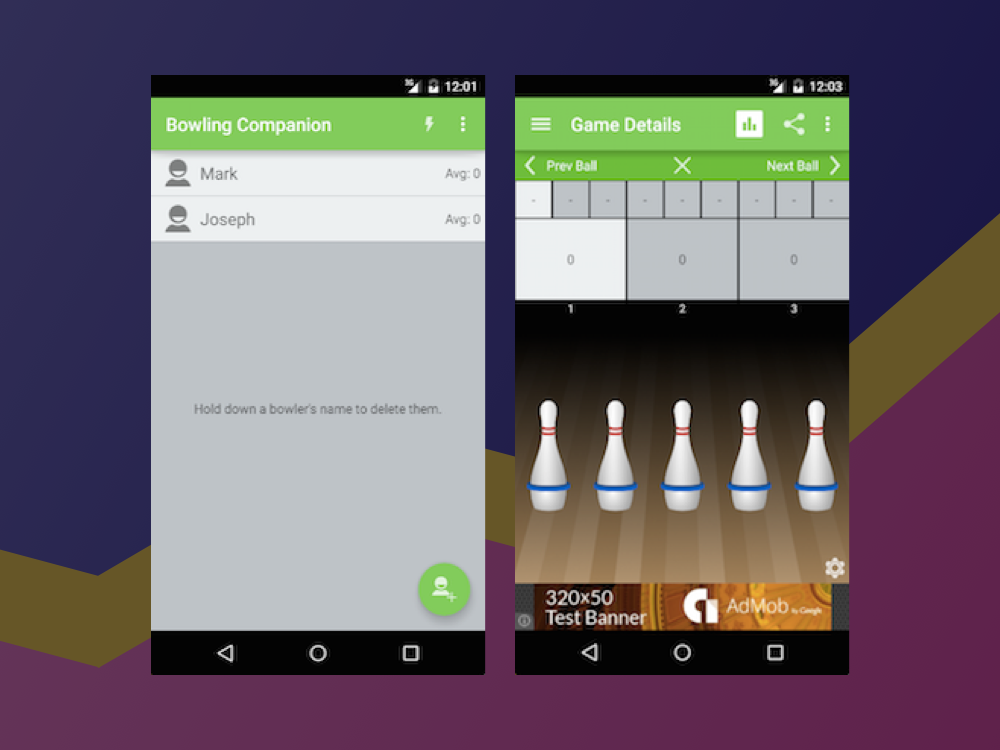 3G 12:01
Bowling Companion
Mark Avg: 0
Joseph Avg: 0
Hold down a bowler's name to delete them.
3G 12:03
Game Details
Prev Ball Next Ball
- - - - - - - - -
0 0 0
1 2 3
320×50
Test Banner
AdMob by Google